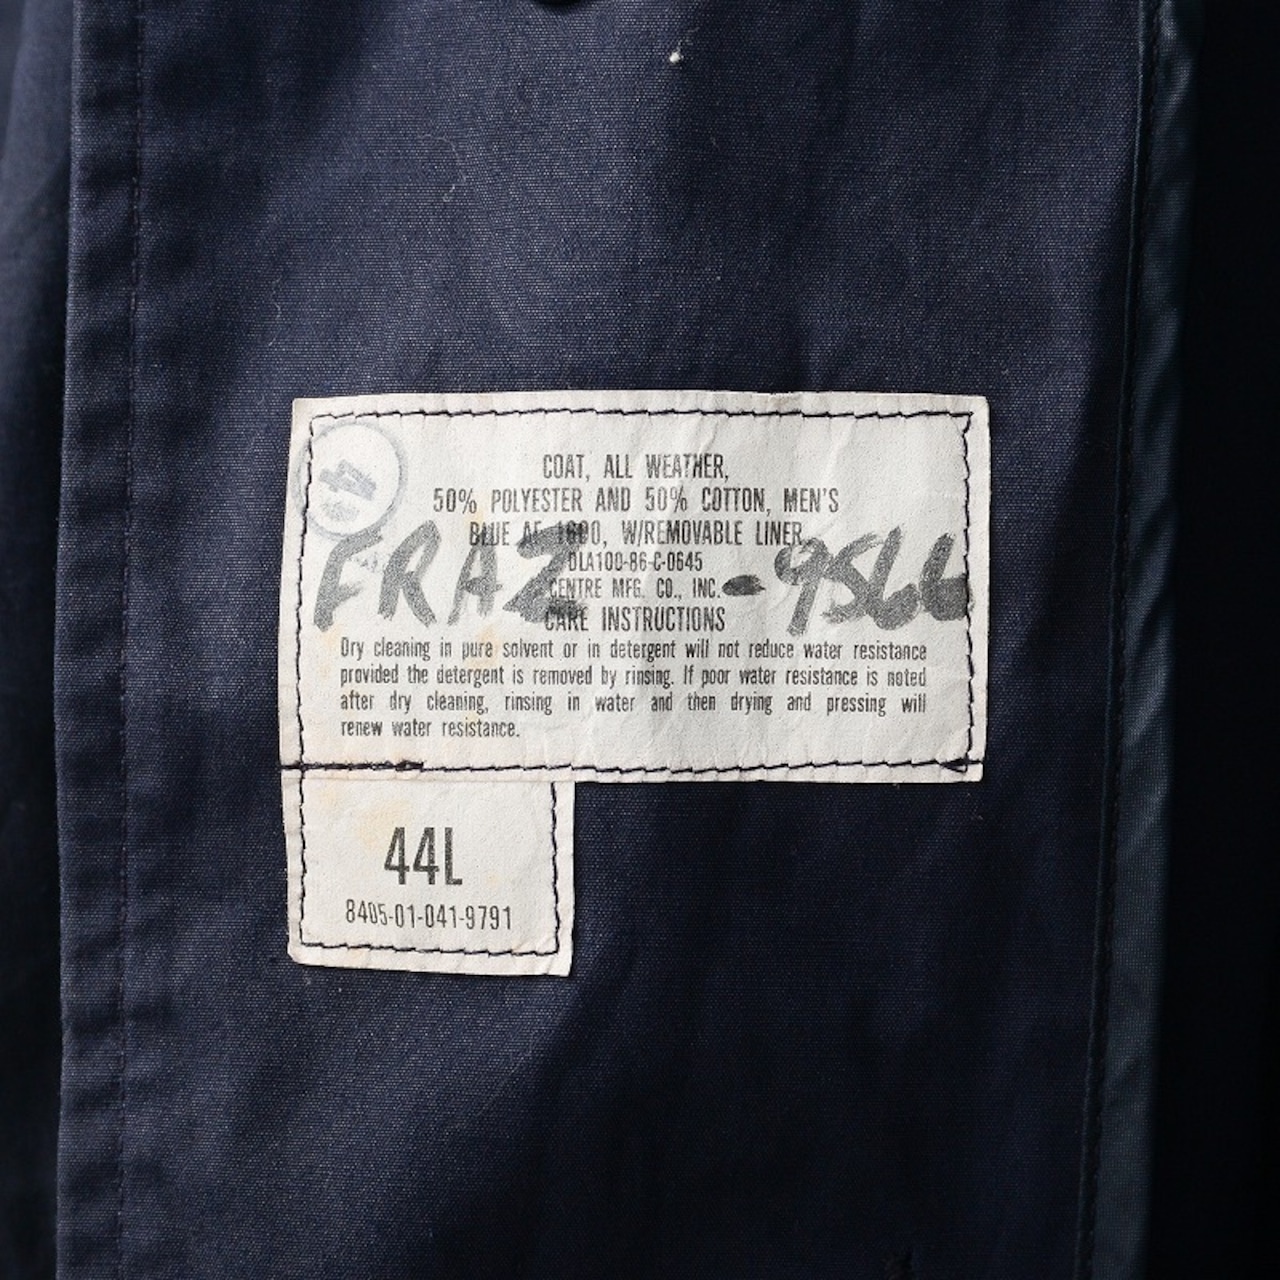 COAT, ALL WEATHER,
50% POLYESTER AND 50% COTTON, MEN'S
BLUE AF 1600, W/REMOVABLE LINER,
DLA100-86-C-0645
FRAZ - 9566
CENTRE MFG. CO., INC.
CARE INSTRUCTIONS
Dry cleaning in pure solvent or in detergent will not reduce water resistance
provided the detergent is removed by rinsing. If poor water resistance is noted
after dry cleaning, rinsing in water and then drying and pressing will
renew water resistance.
44L
8405-01-041-9791